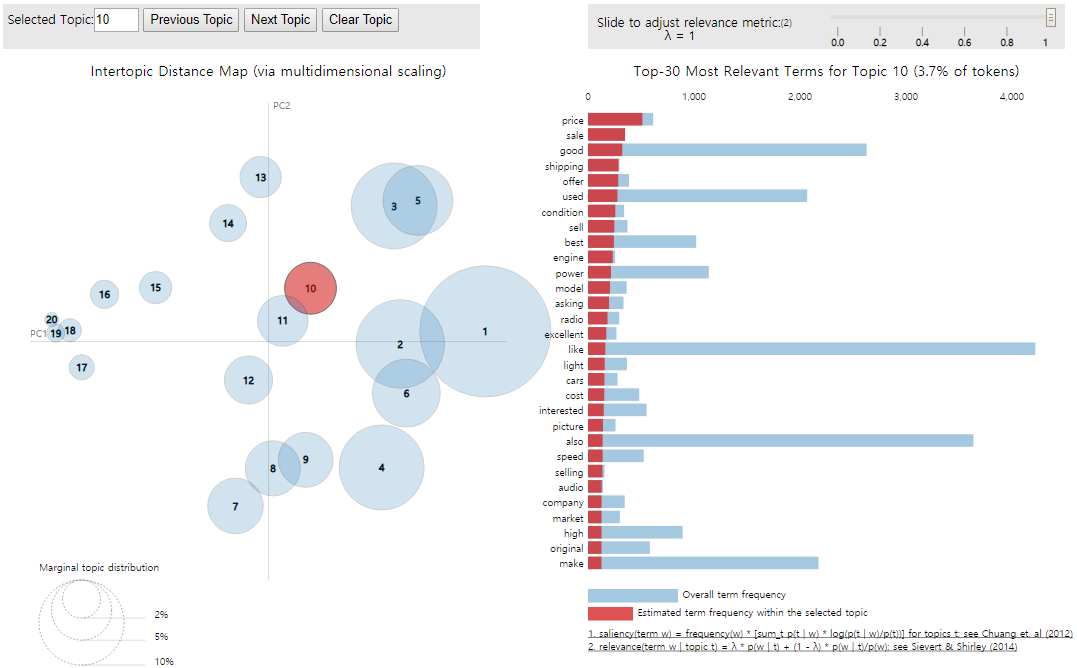 Selected Topic: 10 Previous Topic Next Topic Clear Topic
Slide to adjust relevance metric:(2)
λ = 1
0.0 0.2 0.4 0.6 0.8 1
Intertopic Distance Map (via multidimensional scaling)
PC2
PC1
13
3
5
14
10
15
16
20
19
18
11
1
2
17
12
6
9
8
4
7
Marginal topic distribution
2%
5%
10%
Top-30 Most Relevant Terms for Topic 10 (3.7% of tokens)
0 1,000 2,000 3,000 4,000
price
sale
good
shipping
offer
used
condition
sell
best
engine
power
model
asking
radio
excellent
like
light
cars
cost
interested
picture
also
speed
selling
audio
company
market
high
original
make
Overall term frequency
Estimated term frequency within the selected topic
1. saliency(term w) = frequency(w) * [sum_t p(t | w) * log(p(t | w)/p(t))] for topics t; see Chuang et. al (2012)
2. relevance(term w | topic t) = λ * p(w | t) + (1 - λ) * p(w | t)/p(w); see Sievert & Shirley (2014)